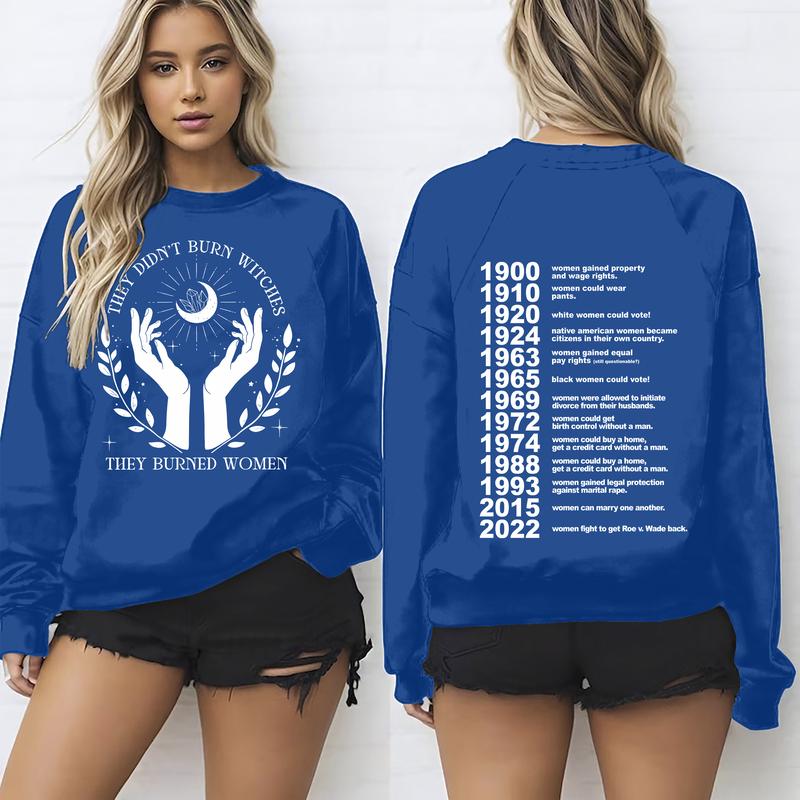 THEY DIDN'T BURN WITCHES
THEY BURNED WOMEN
1900 women gained property
and wage rights.
1910 women could wear
pants.
1920 white women could vote!
1924 native american women became
citizens in their own country.
1963 women gained equal
pay rights (still questionable?)
1965 black women could vote!
1969 women were allowed to initiate
divorce from their husbands.
1972 women could get
birth control without a man.
1974 women could buy a home,
get a credit card without a man.
1988 women could buy a home,
get a credit card without a man.
1993 women gained legal protection
against marital rape.
2015 women can marry one another.
2022 women fight to get Roe v. Wade back.